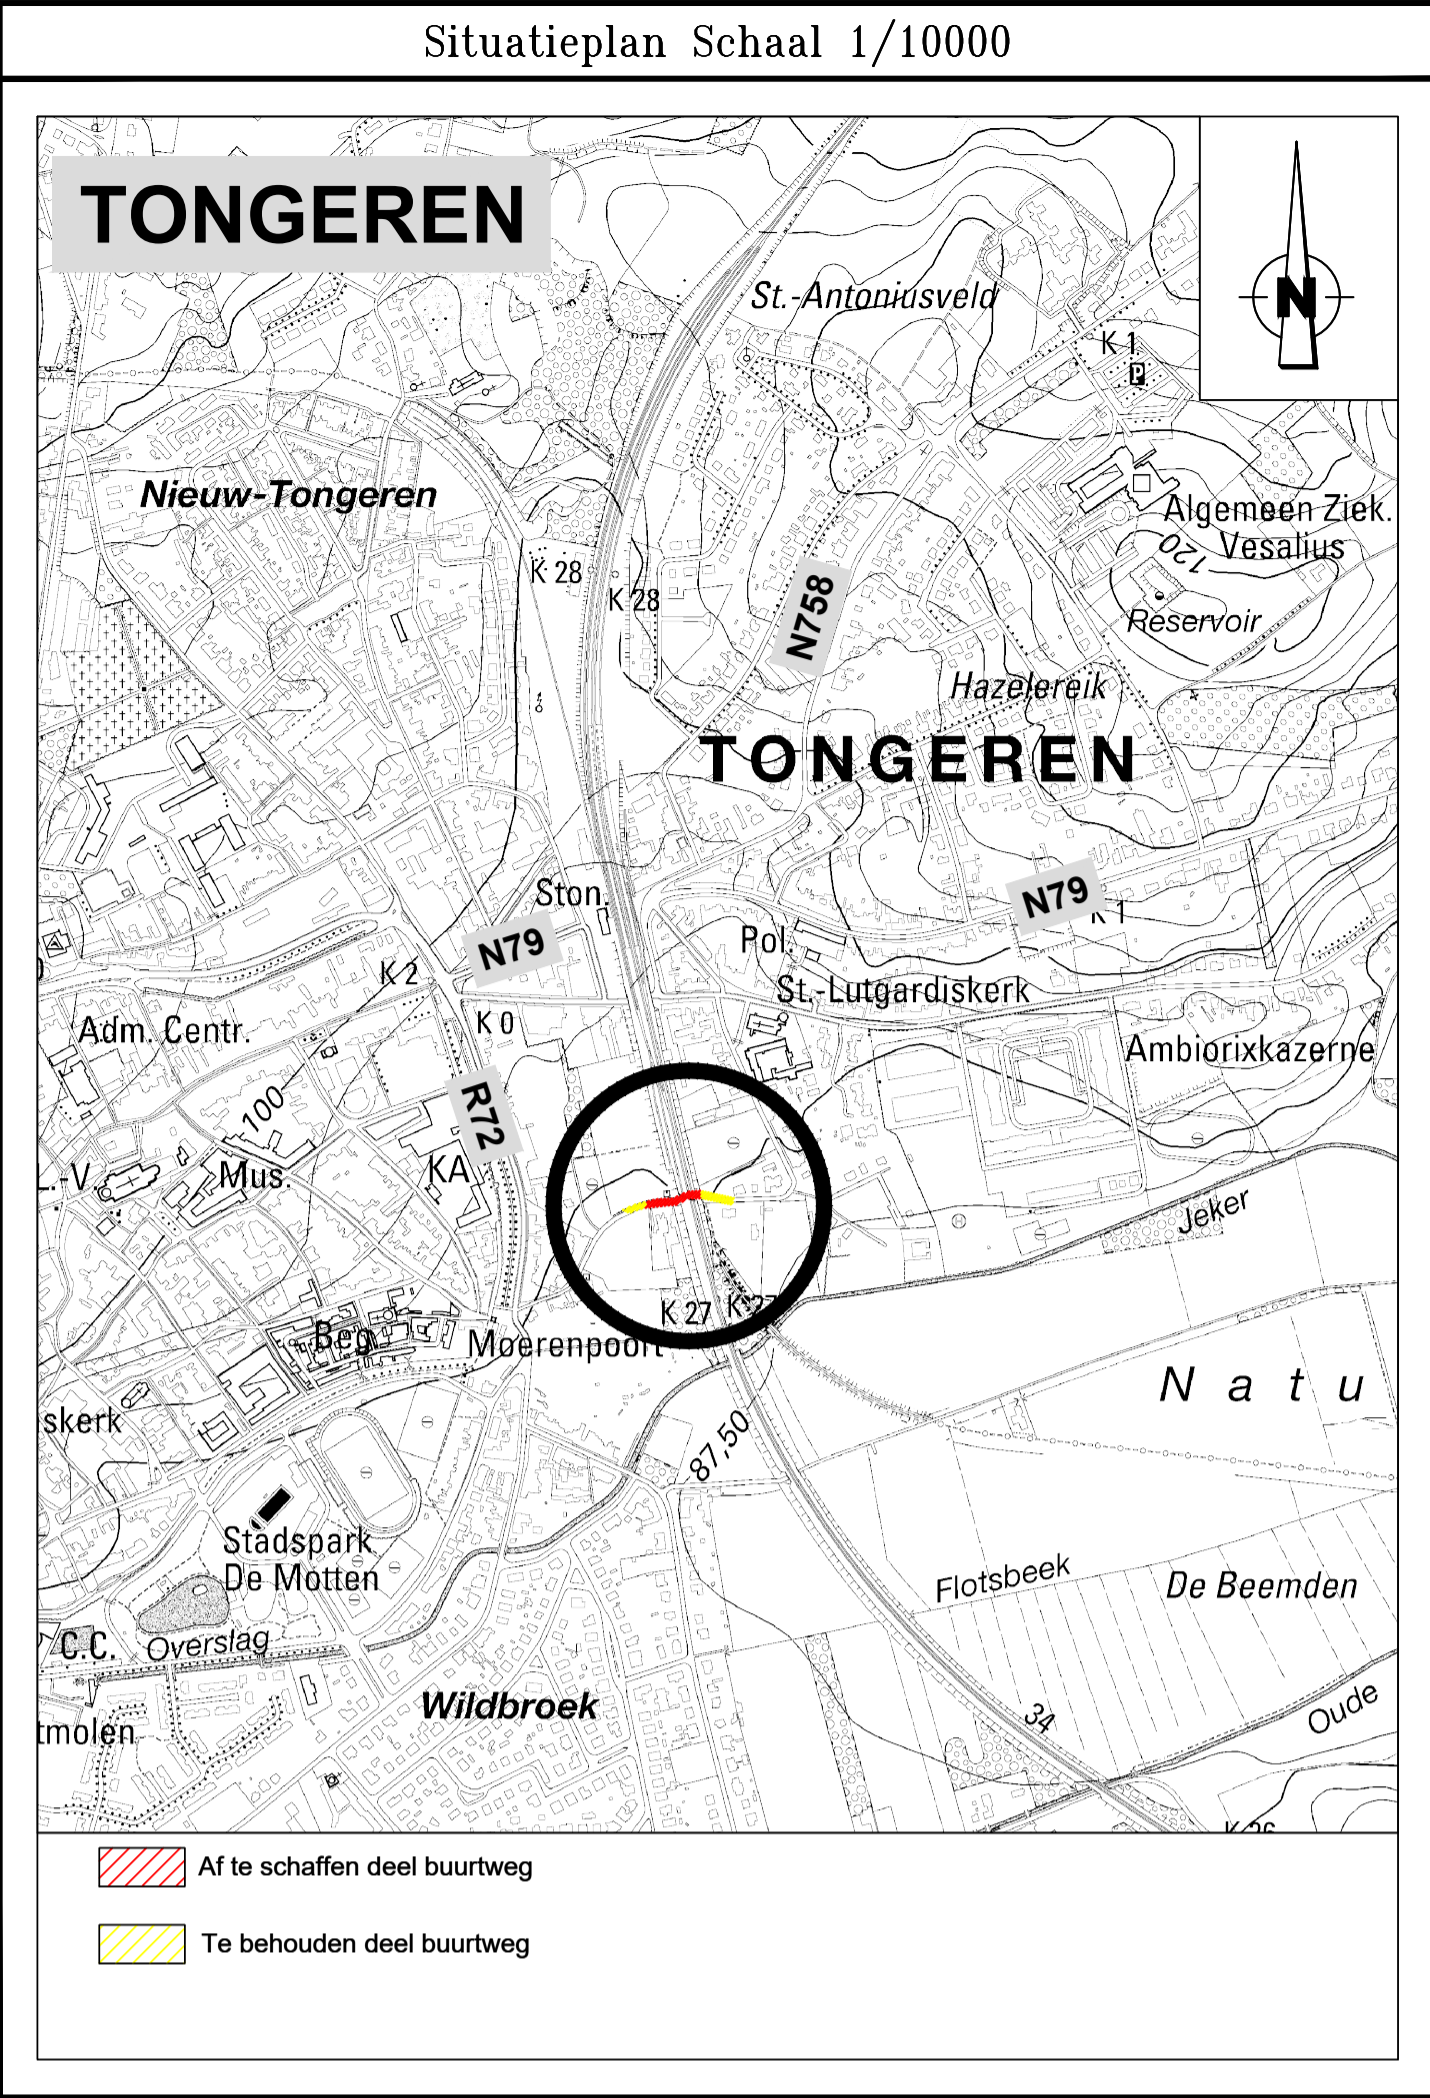 Situatieplan Schaal 1/10000
TONGEREN
N
St.-Antoniusveld
K 1
P
Nieuw-Tongeren
Algemeen Ziek.
Vesalius
120
K 28
K 28
N758
Reservoir
Hazelereik
TONGEREN
Ston.
N79
K 1
N79
Pol.
K 2
St.-Lutgardiskerk
K 0
Adm. Centr.
Ambiorixkazerne
100
R72
L.-V.
Mus.
KA
Jeker
K 27
Beg.
Moerenpoort
Natu
skerk
87,50
Stadspark
De Motten
Flotsbeek
De Beemden
C.C.
Overslag
Wildbroek
34
Oude
tmolen
Af te schaffen deel buurtweg
Te behouden deel buurtweg